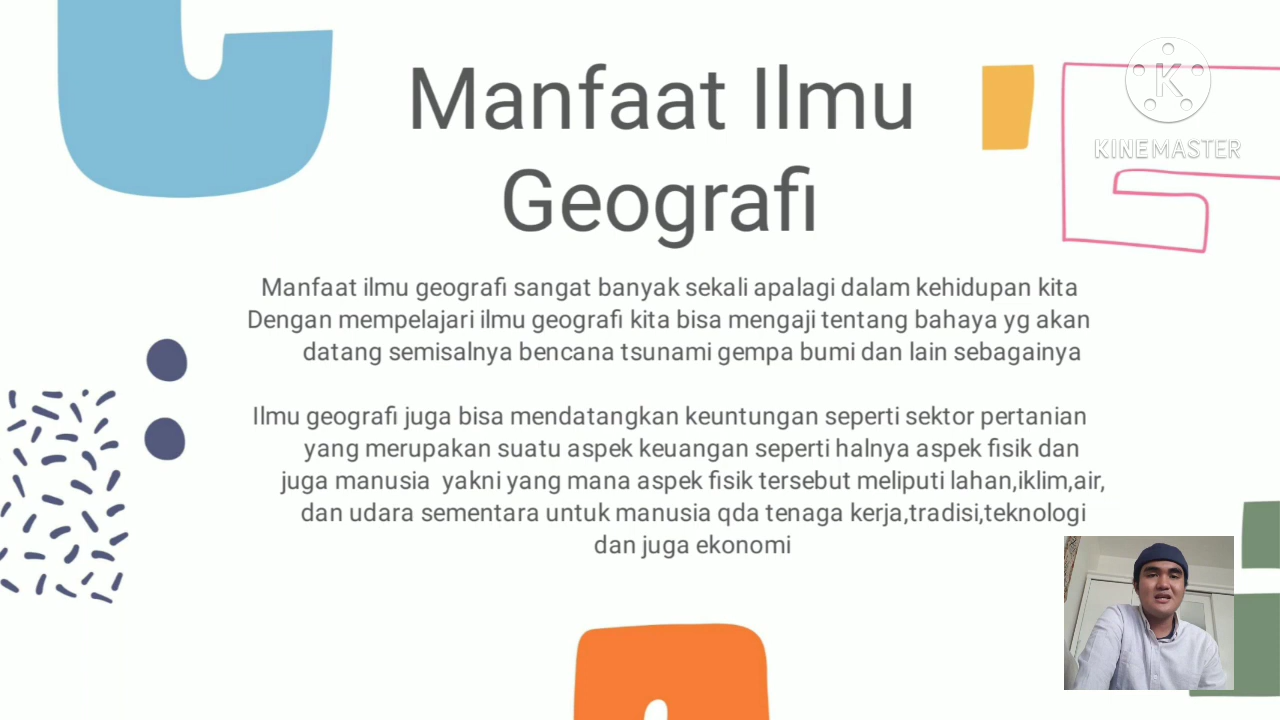 Manfaat Ilmu
Geografi
KINEMASTER
Manfaat ilmu geografi sangat banyak sekali apalagi dalam kehidupan kita
Dengan mempelajari ilmu geografi kita bisa mengaji tentang bahaya yg akan
datang semisalnya bencana tsunami gempa bumi dan lain sebagainya
Ilmu geografi juga bisa mendatangkan keuntungan seperti sektor pertanian
yang merupakan suatu aspek keuangan seperti halnya aspek fisik dan
juga manusia  yakni yang mana aspek fisik tersebut meliputi lahan,iklim,air,
dan udara sementara untuk manusia qda tenaga kerja,tradisi,teknologi
dan juga ekonomi